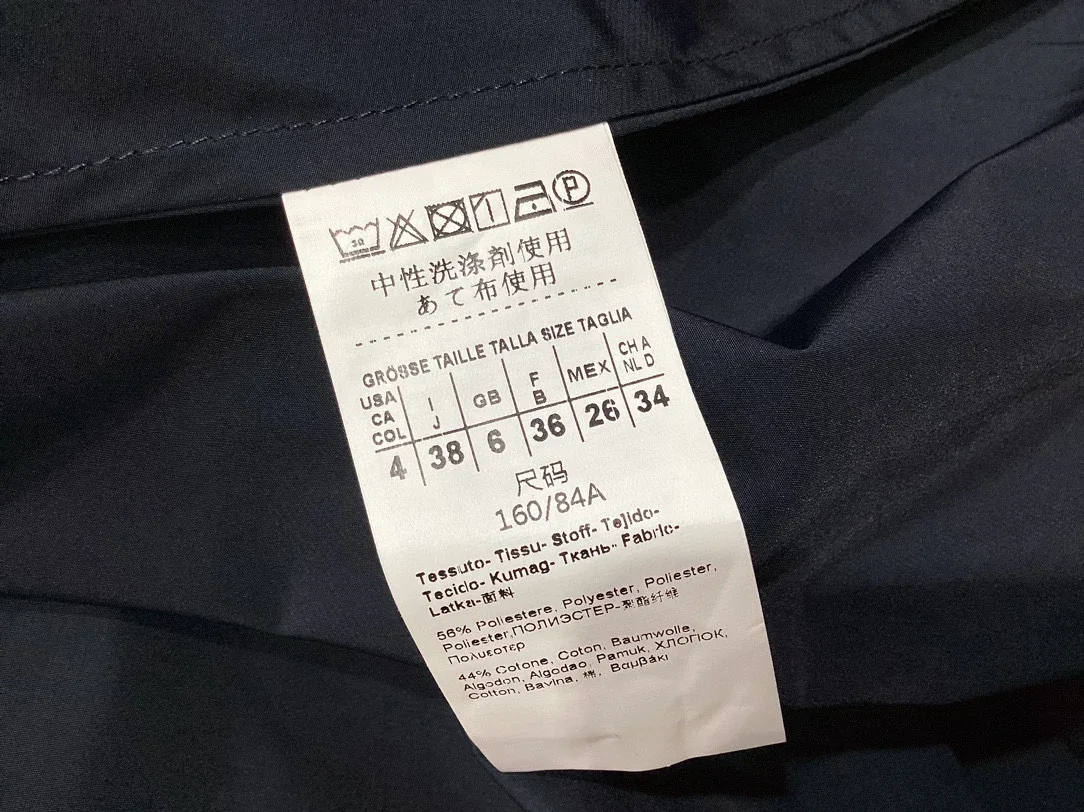 30 P
中性洗涤剂使用
あて布使用
GRÖSSE TAILLE TALLA SIZE TAGLIA
USA CA COL I J GB F B MEX CH A NL D
4 38 6 36 26 34
尺码
160/84A
Tessuto- Tissu- Stoff- Tejido-
Tecido- Kumaş- Ткань- Fabric-
Latka-面料
56% Poliestere, Polyester, Poliester,
Poliester,ПОЛИЭСТЕР-聚酯纤维
Πολυεστερ
44% Cotone, Coton, Baumwolle,
Algodon, Algodao, Pamuk, ХЛОПОК,
Cotton, Bavlna, 棉, Βαμβάκι